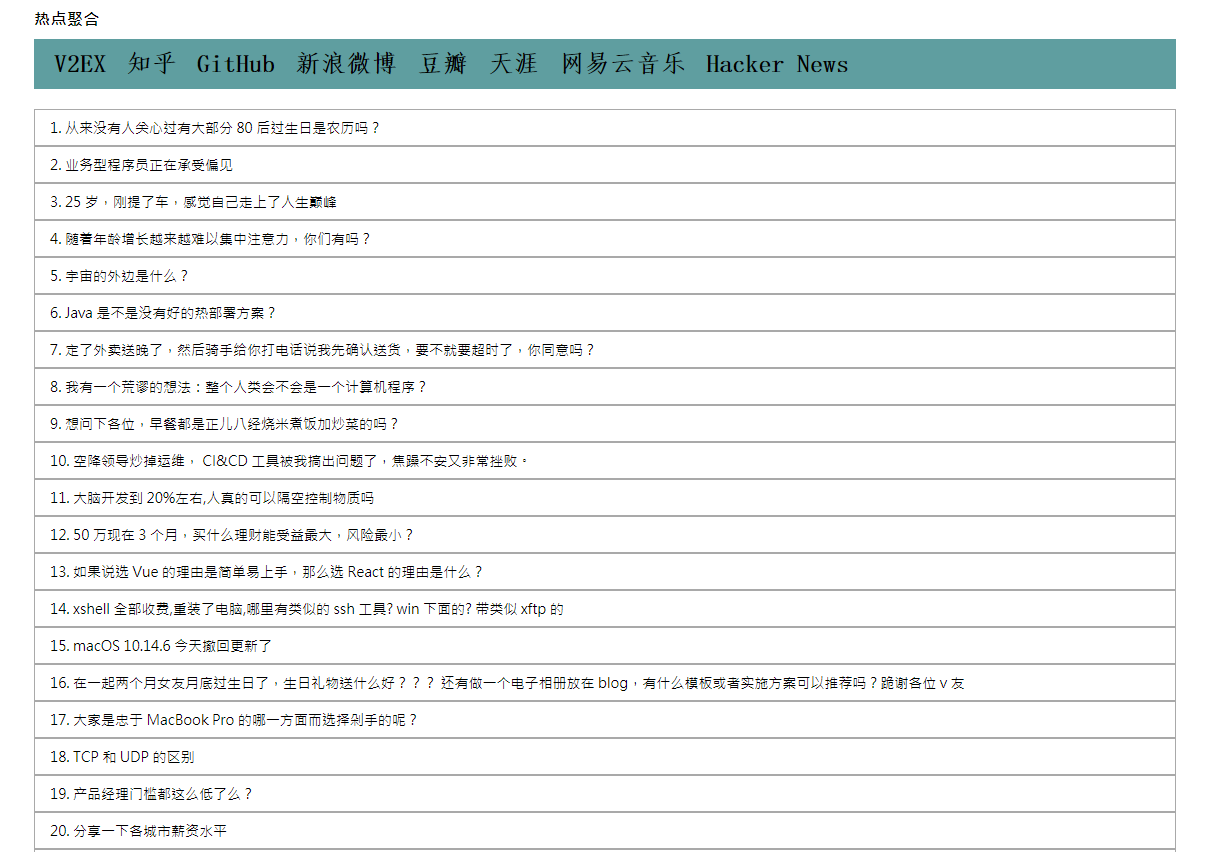 热点聚合
V2EX 知乎 GitHub 新浪微博 豆瓣 天涯 网易云音乐 Hacker News
1. 从来没有人关心过有大部分 80 后过生日是农历吗？
2. 业务型程序员正在承受偏见
3. 25 岁，刚提了车，感觉自己走上了人生巅峰
4. 随着年龄增长越来越难以集中注意力，你们有吗？
5. 宇宙的外边是什么？
6. Java 是不是没有好的热部署方案？
7. 定了外卖送晚了，然后骑手给你打电话说我先确认送货，要不就要超时了，你同意吗？
8. 我有一个荒谬的想法：整个人类会不会是一个计算机程序？
9. 想问下各位，早餐都是正儿八经烧米煮饭加炒菜的吗？
10. 空降领导炒掉运维， CI&CD 工具被我搞出问题了，焦躁不安又非常挫败。
11. 大脑开发到 20%左右,人真的可以隔空控制物质吗
12. 50 万现在 3 个月，买什么理财能受益最大，风险最小？
13. 如果说选 Vue 的理由是简单易上手，那么选 React 的理由是什么？
14. xshell 全部收费,重装了电脑,哪里有类似的 ssh 工具? win 下面的? 带类似 xftp 的
15. macOS 10.14.6 今天撤回更新了
16. 在一起两个月女友月底过生日了，生日礼物送什么好？？？ 还有做一个电子相册放在 blog，有什么模板或者实施方案可以推荐吗？跪谢各位 v 友
17. 大家是忠于 MacBook Pro 的哪一方面而选择剁手的呢？
18. TCP 和 UDP 的区别
19. 产品经理门槛都这么低了么？
20. 分享一下各城市薪资水平